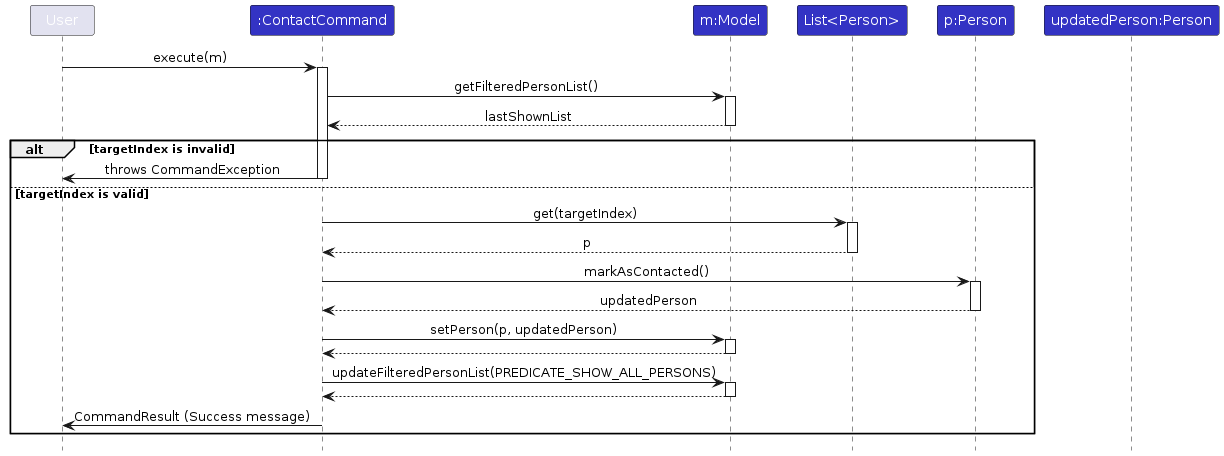 User
:ContactCommand
m:Model
List<Person>
p:Person
updatedPerson:Person
execute(m)
getFilteredPersonList()
lastShownList
alt [targetIndex is invalid]
throws CommandException
[targetIndex is valid]
get(targetIndex)
p
markAsContacted()
updatedPerson
setPerson(p, updatedPerson)
updateFilteredPersonList(PREDICATE_SHOW_ALL_PERSONS)
CommandResult (Success message)